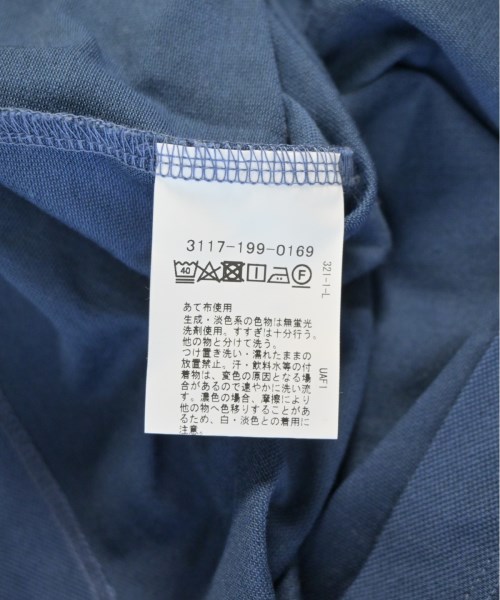 3117-199-0169
40 F
あて布使用
生成・淡色系の色物は無蛍光
洗剤使用。すすぎは十分行う。
他の物と分けて洗う。
つけ置き洗い・濡れたままの
放置禁止。汗・飲料水等の付
着物は、変色の原因となる場
合があるので速やかに洗い流
す。濃色の場合、摩擦により
他の物へ色移りすることがあ
るため、白・淡色との着用に
注意。
321-1-L
UAF1